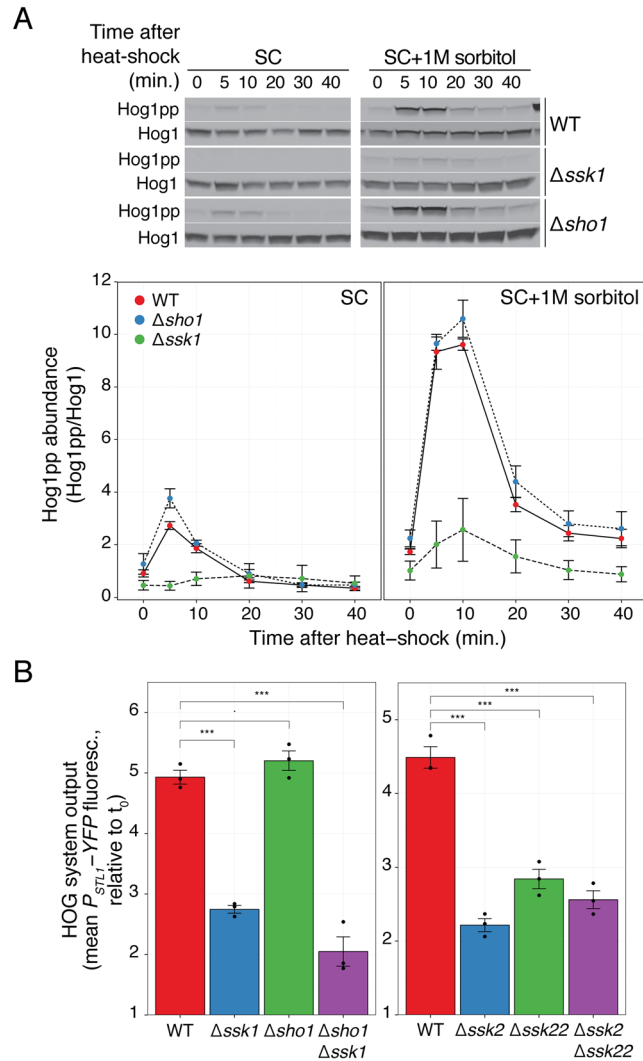 A
Time after
heat-shock
(min.)
SC
SC+1M sorbitol
0 5 10 20 30 40
0 5 10 20 30 40
Hog1pp
Hog1
WT
Hog1pp
Hog1
Δssk1
Hog1pp
Hog1
Δsho1
12
10
8
6
4
2
0
Hog1pp abundance
(Hog1pp/Hog1)
WT
Δsho1
Δssk1
SC
SC+1M sorbitol
0 10 20 30 40
0 10 20 30 40
Time after heat−shock (min.)
B
HOG system output
(mean PSTL1−YFP fluoresc.,
relative to t0)
6
5
4
3
2
1
***
.
***
WT Δssk1 Δsho1 Δsho1
Δssk1
5
4
3
2
1
***
***
***
WT Δssk2 Δssk22 Δssk2
Δssk22